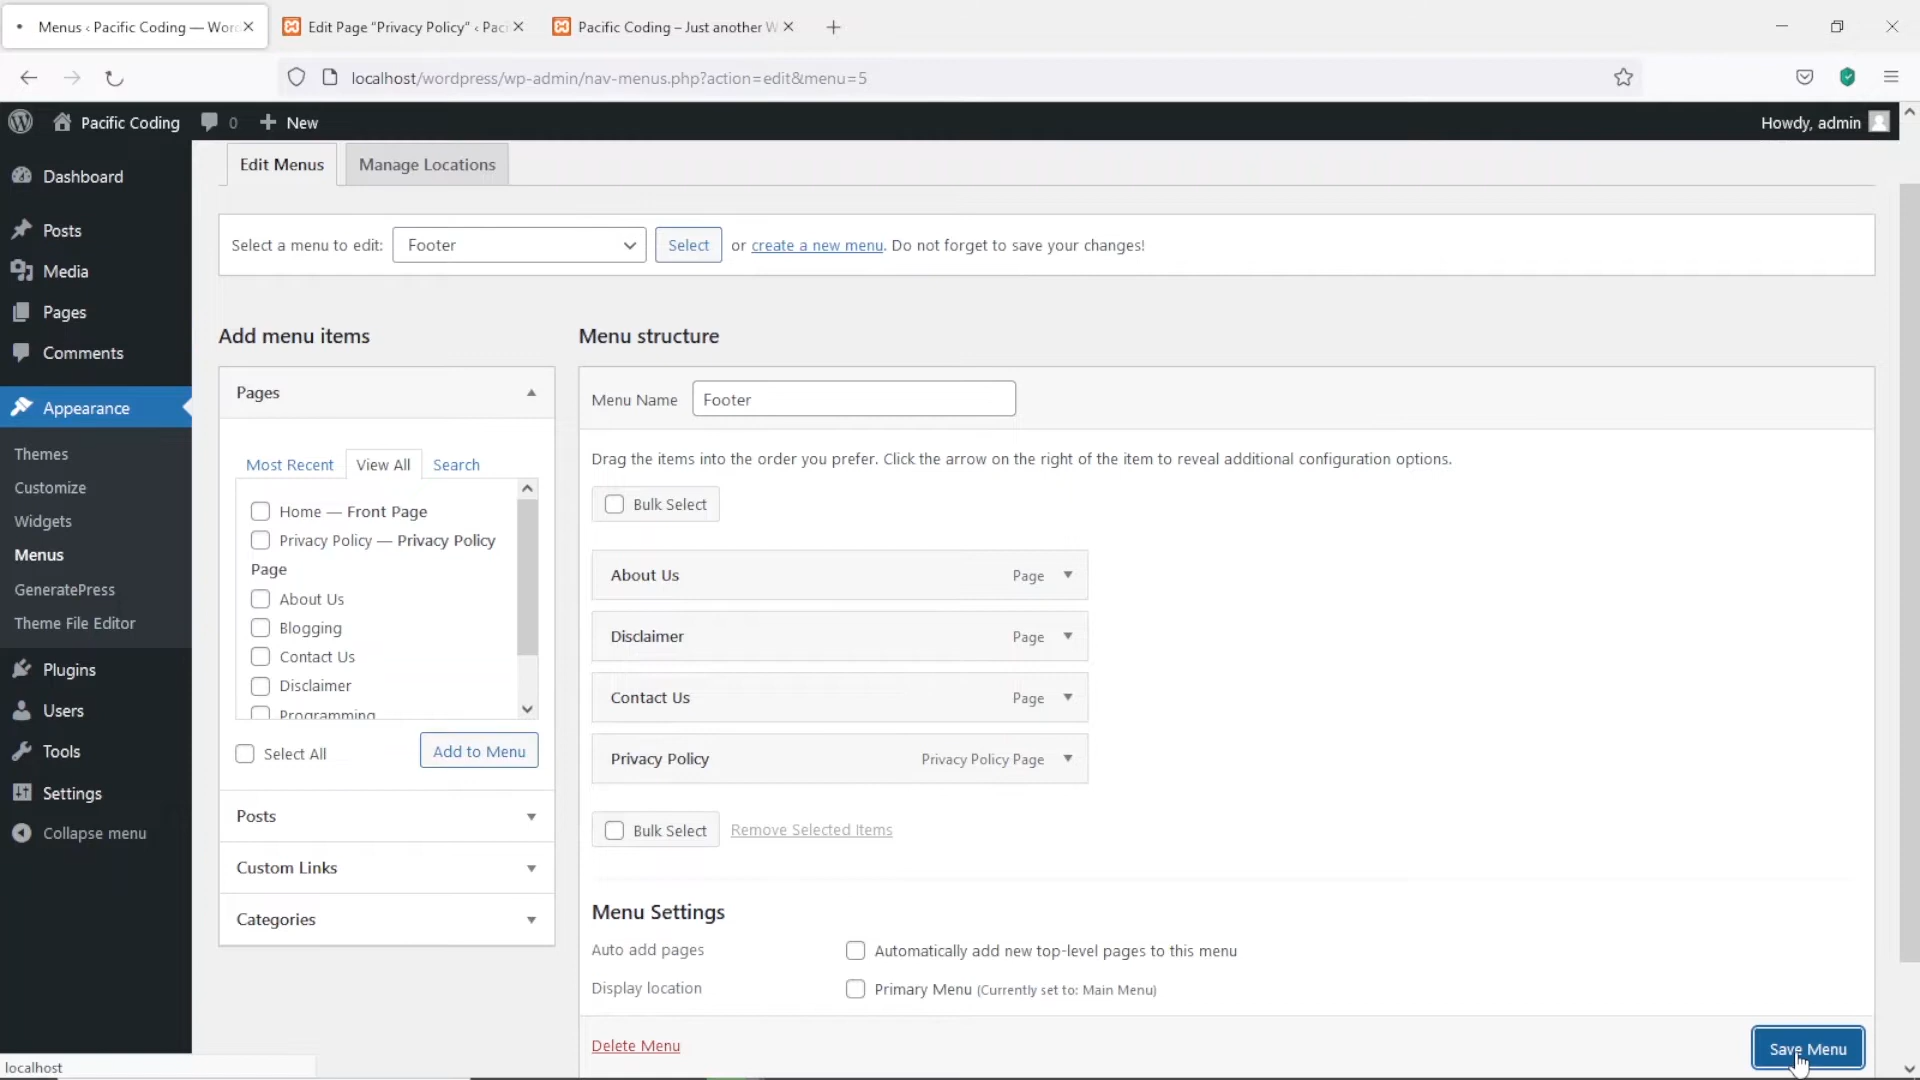 Menus ‹ Pacific Coding — Wor
Edit Page “Privacy Policy” ‹ Paci
Pacific Coding – Just another W
localhost/wordpress/wp-admin/nav-menus.php?action=edit&menu=5
Pacific Coding 0 New Howdy, admin
Dashboard
Posts
Media
Pages
Comments
Appearance
Themes
Customize
Widgets
Menus
GeneratePress
Theme File Editor
Plugins
Users
Tools
Settings
Collapse menu
localhost
Edit Menus Manage Locations
Select a menu to edit: Footer Select or create a new menu. Do not forget to save your changes!
Add menu items
Pages
Most Recent View All Search
Home — Front Page
Privacy Policy — Privacy Policy
Page
About Us
Blogging
Contact Us
Disclaimer
Programming
Select All Add to Menu
Posts
Custom Links
Categories
Menu structure
Menu Name Footer
Drag the items into the order you prefer. Click the arrow on the right of the item to reveal additional configuration options.
Bulk Select
About Us Page
Disclaimer Page
Contact Us Page
Privacy Policy Privacy Policy Page
Bulk Select Remove Selected Items
Menu Settings
Auto add pages Automatically add new top-level pages to this menu
Display location Primary Menu (Currently set to: Main Menu)
Delete Menu Save Menu